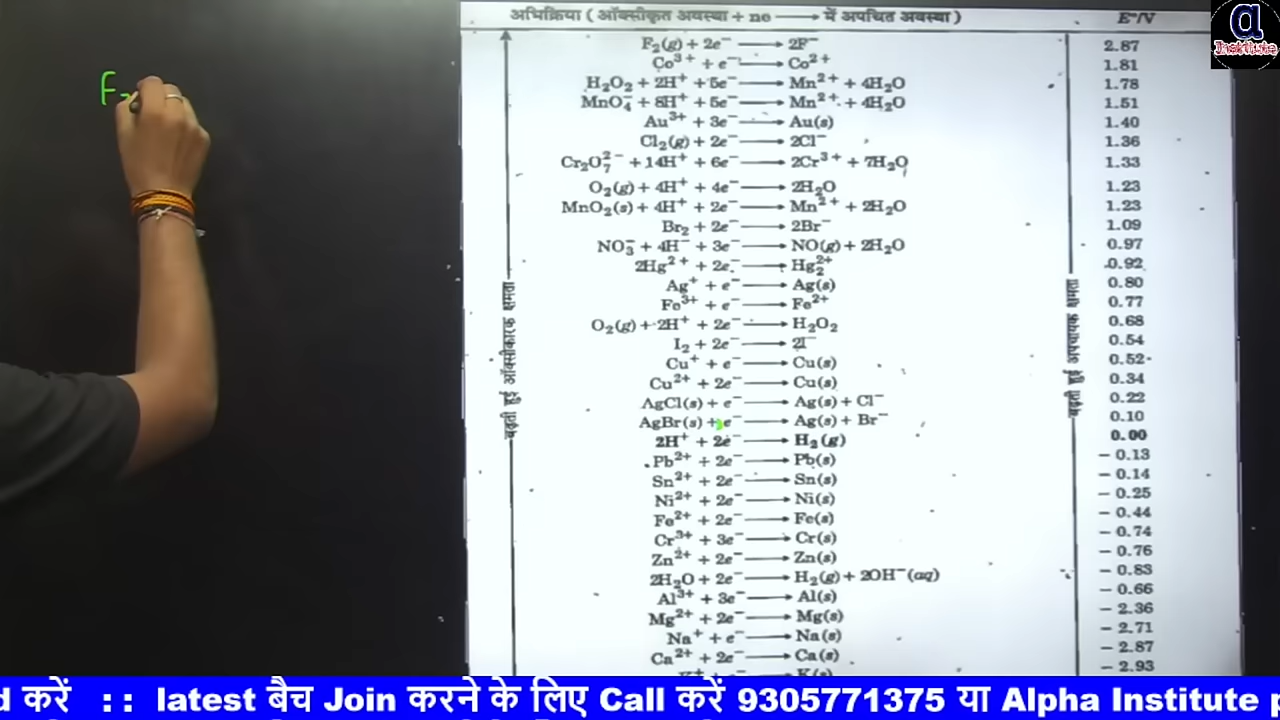 अभिक्रिया ( ऑक्सीकृत अवस्था + ne ⟶ में अपचित अवस्था ) E°/V
α
Institute
F₂(g) + 2e⁻ ⟶ 2F⁻ 2.87
Co³⁺ + e⁻ ⟶ Co²⁺ 1.81
H₂O₂ + 2H⁺ + 5e⁻ ⟶ Mn²⁺ + 4H₂O 1.78
MnO₄⁻ + 8H⁺ + 5e⁻ ⟶ Mn²⁺ + 4H₂O 1.51
Au³⁺ + 3e⁻ ⟶ Au(s) 1.40
Cl₂(g) + 2e⁻ ⟶ 2Cl⁻ 1.36
Cr₂O₇²⁻ + 14H⁺ + 6e⁻ ⟶ 2Cr³⁺ + 7H₂O 1.33
O₂(g) + 4H⁺ + 4e⁻ ⟶ 2H₂O 1.23
MnO₂(s) + 4H⁺ + 2e⁻ ⟶ Mn²⁺ + 2H₂O 1.23
Br₂ + 2e⁻ ⟶ 2Br⁻ 1.09
NO₃⁻ + 4H⁻ + 3e⁻ ⟶ NO(g) + 2H₂O 0.97
2Hg²⁺ + 2e⁻ ⟶ Hg₂²⁺ 0.92
Ag⁺ + e⁻ ⟶ Ag(s) 0.80
Fe³⁺ + e⁻ ⟶ Fe²⁺ 0.77
O₂(g) + 2H⁺ + 2e⁻ ⟶ H₂O₂ 0.68
I₂ + 2e⁻ ⟶ 2I⁻ 0.54
Cu⁺ + e⁻ ⟶ Cu(s) 0.52
Cu²⁺ + 2e⁻ ⟶ Cu(s) 0.34
AgCl(s) + e⁻ ⟶ Ag(s) + Cl⁻ 0.22
AgBr(s) + e⁻ ⟶ Ag(s) + Br⁻ 0.10
2H⁺ + 2e⁻ ⟶ H₂(g) 0.00
Pb²⁺ + 2e⁻ ⟶ Pb(s) – 0.13
Sn²⁺ + 2e⁻ ⟶ Sn(s) – 0.14
Ni²⁺ + 2e⁻ ⟶ Ni(s) – 0.25
Fe²⁺ + 2e⁻ ⟶ Fe(s) – 0.44
Cr³⁺ + 3e⁻ ⟶ Cr(s) – 0.74
Zn²⁺ + 2e⁻ ⟶ Zn(s) – 0.76
2H₂O + 2e⁻ ⟶ H₂(g) + 2OH⁻(aq) – 0.83
Al³⁺ + 3e⁻ ⟶ Al(s) – 0.66
Mg²⁺ + 2e⁻ ⟶ Mg(s) – 2.36
Na⁺ + e⁻ ⟶ Na(s) – 2.71
Ca²⁺ + 2e⁻ ⟶ Ca(s) – 2.87
– 2.93
बढ़ती हुई ऑक्सीकारक क्षमता
बढ़ती हुई अपचायक क्षमता
F
करें :: latest बैच Join करने के लिए Call करें 9305771375 या Alpha Institute